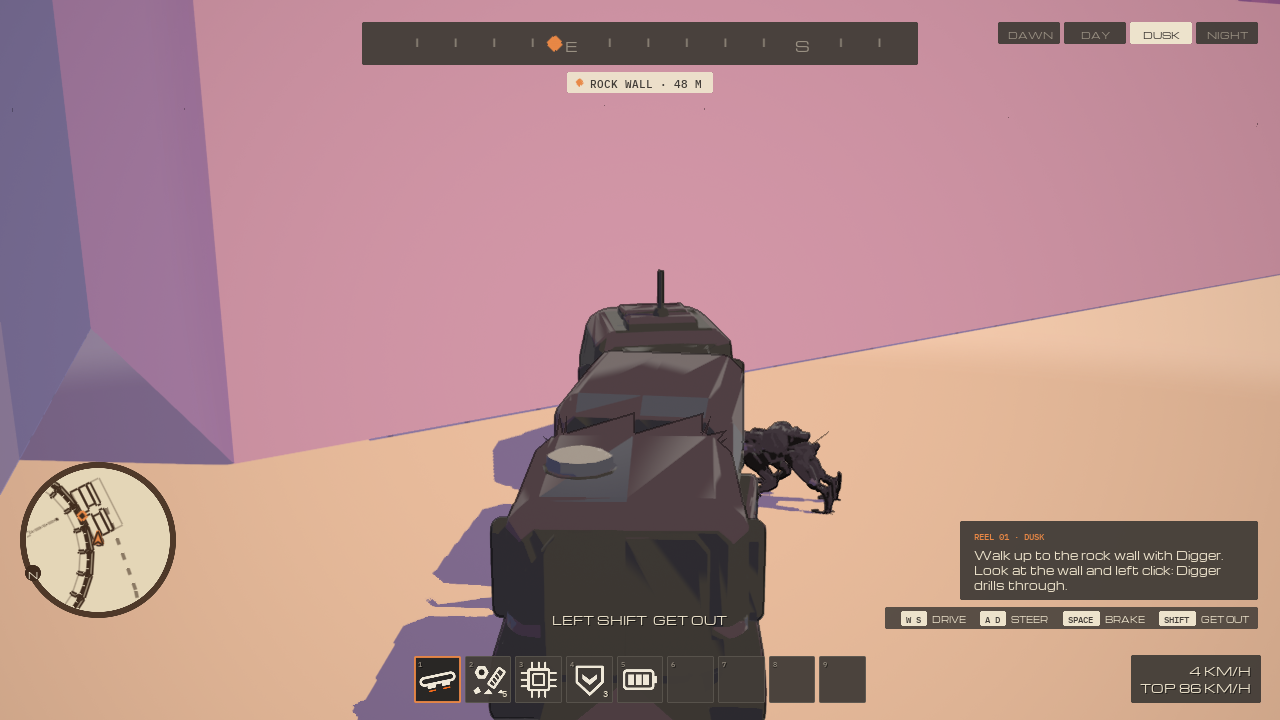 E
S
DAWN
DAY
DUSK
NIGHT
ROCK WALL · 48 M
N
REEL 01 · DUSK
Walk up to the rock wall with Digger.
Look at the wall and left click: Digger
drills through.
W S DRIVE A D STEER SPACE BRAKE SHIFT GET OUT
LEFT SHIFT GET OUT
1 2 3 4 5 6 7 8 9
5
3
4 KM/H
TOP 86 KM/H